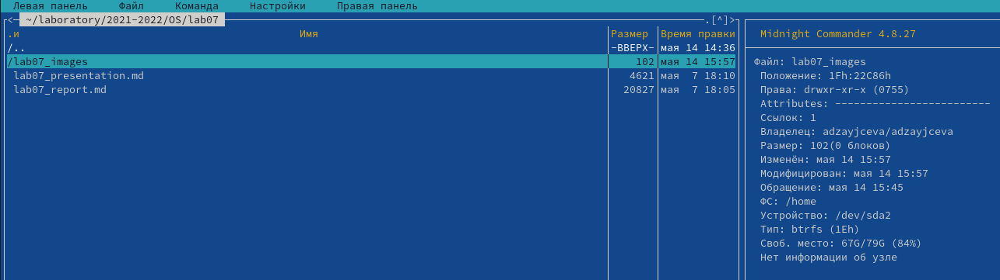 Левая панель Файл Команда Настройки Правая панель
<- ~/laboratory/2021-2022/OS/lab07 .[^]>
.и Имя Размер Время правки
/.. -ВВЕРХ- мая 14 14:36
/lab07_images 102 мая 14 15:57
lab07_presentation.md 4621 мая 7 18:10
lab07_report.md 20827 мая 7 18:05
Midnight Commander 4.8.27
Файл: lab07_images
Положение: 1Fh:22C86h
Права: drwxr-xr-x (0755)
Attributes: -------------------------
Ссылок: 1
Владелец: adzayjceva/adzayjceva
Размер: 102(0 блоков)
Изменён: мая 14 15:57
Модифицирован: мая 14 15:57
Обращение: мая 14 15:45
ФС: /home
Устройство: /dev/sda2
Тип: btrfs (1Eh)
Своб. место: 67G/79G (84%)
Нет информации об узле